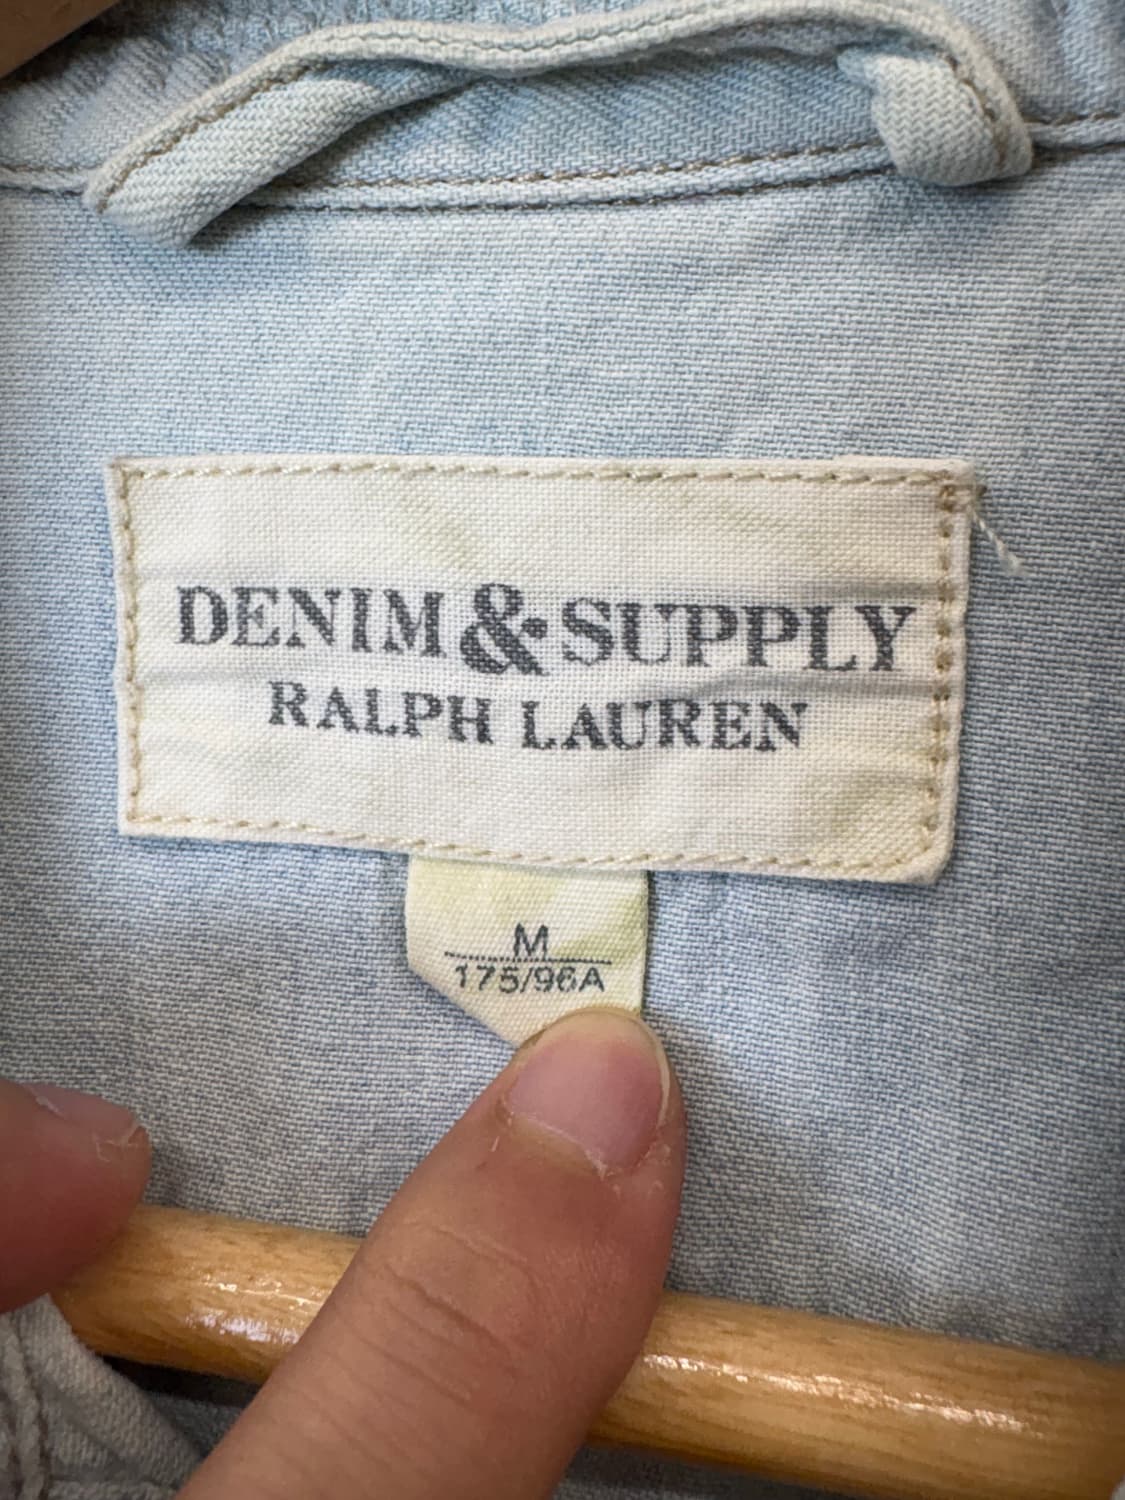 DENIM & SUPPLY
RALPH LAUREN
M
175/96A